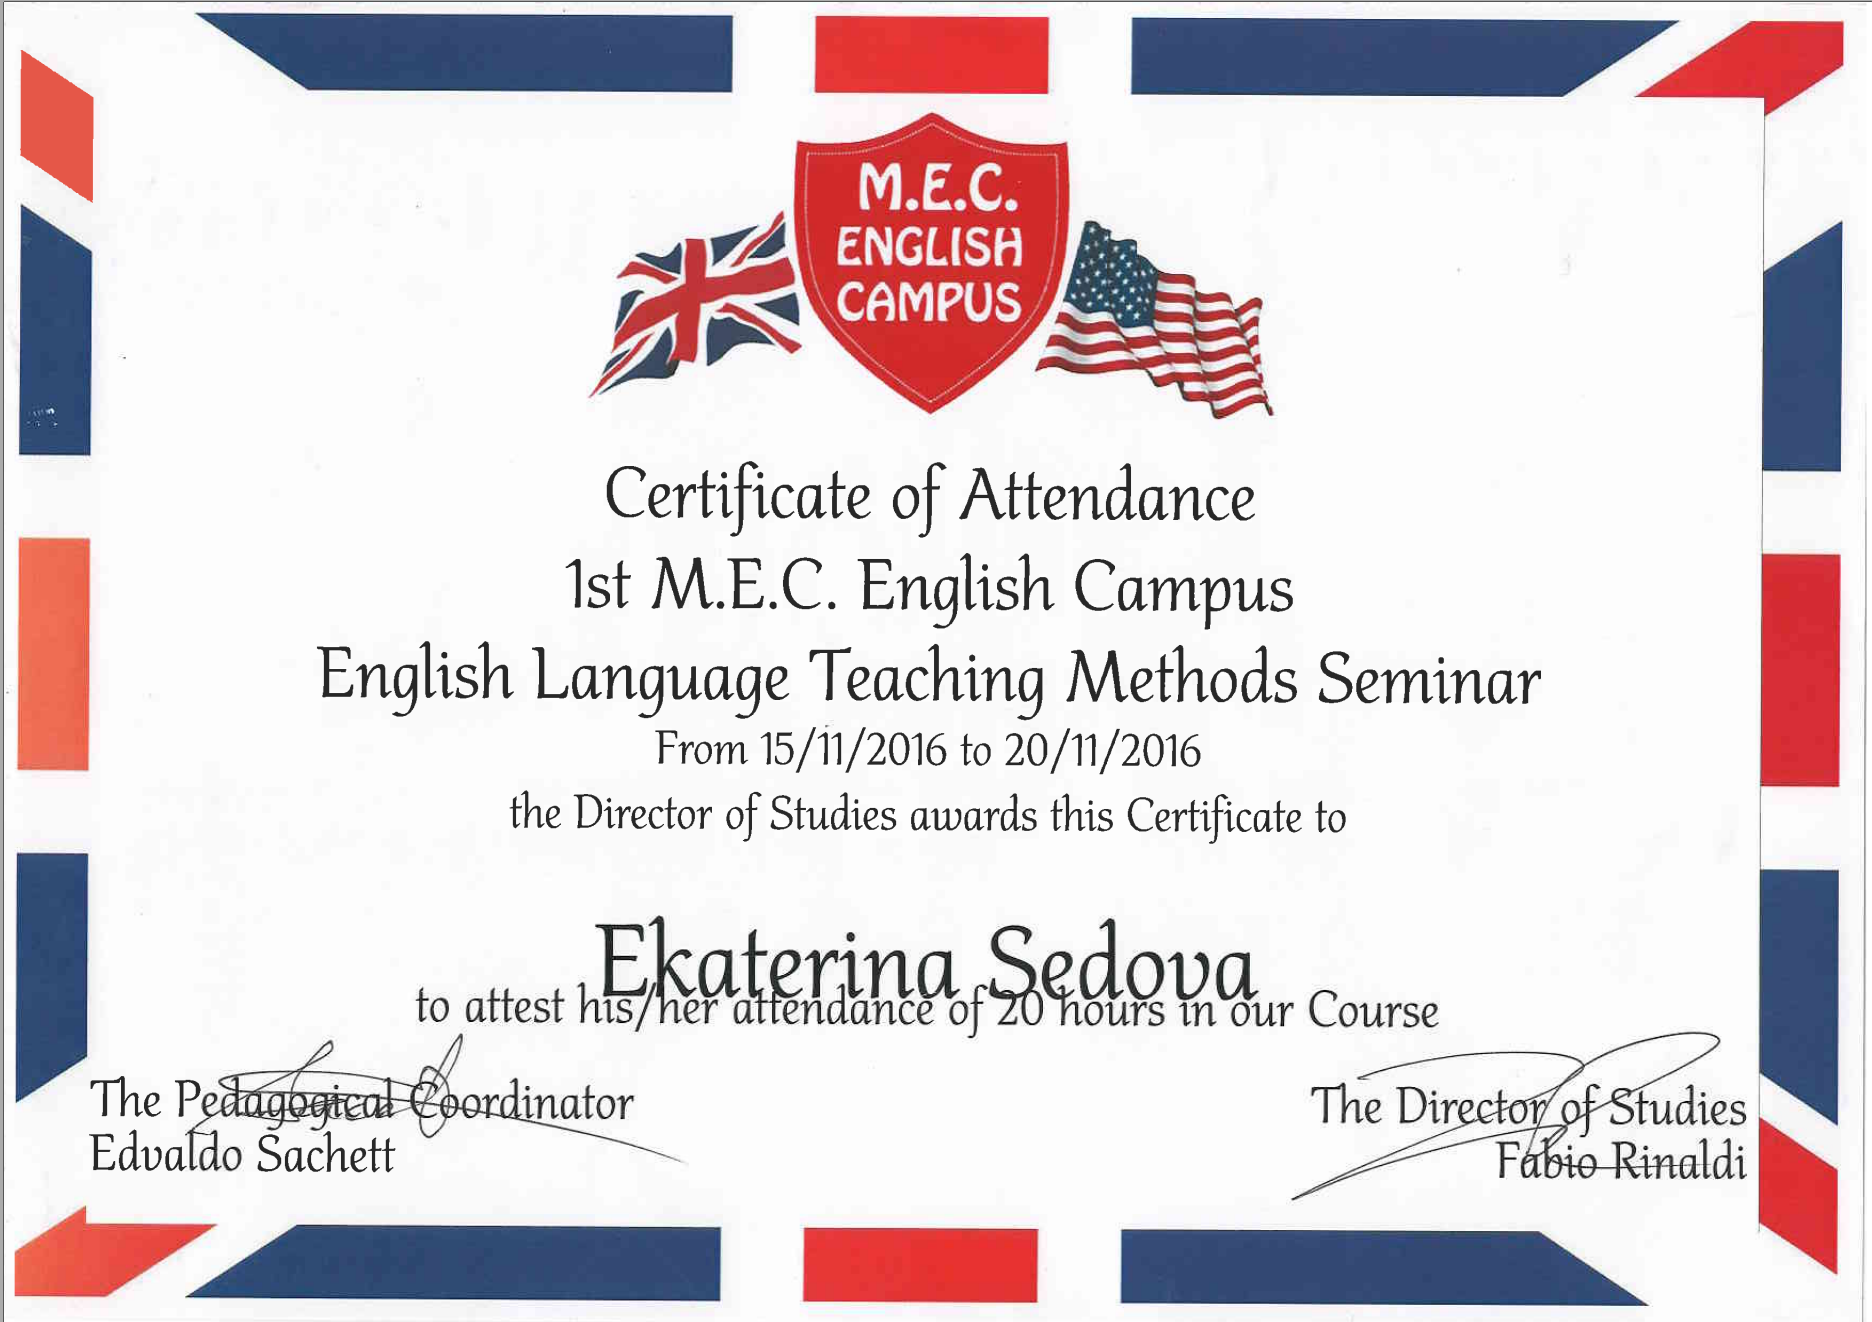 M.E.C.
ENGLISH
CAMPUS
Certificate of Attendance
1st M.E.C. English Campus
English Language Teaching Methods Seminar
From 15/11/2016 to 20/11/2016
the Director of Studies awards this Certificate to
Ekaterina Sedova
to attest his/her attendance of 20 hours in our Course
The Pedagogical Coordinator
Edvaldo Sachett
The Director of Studies
Fabio Rinaldi